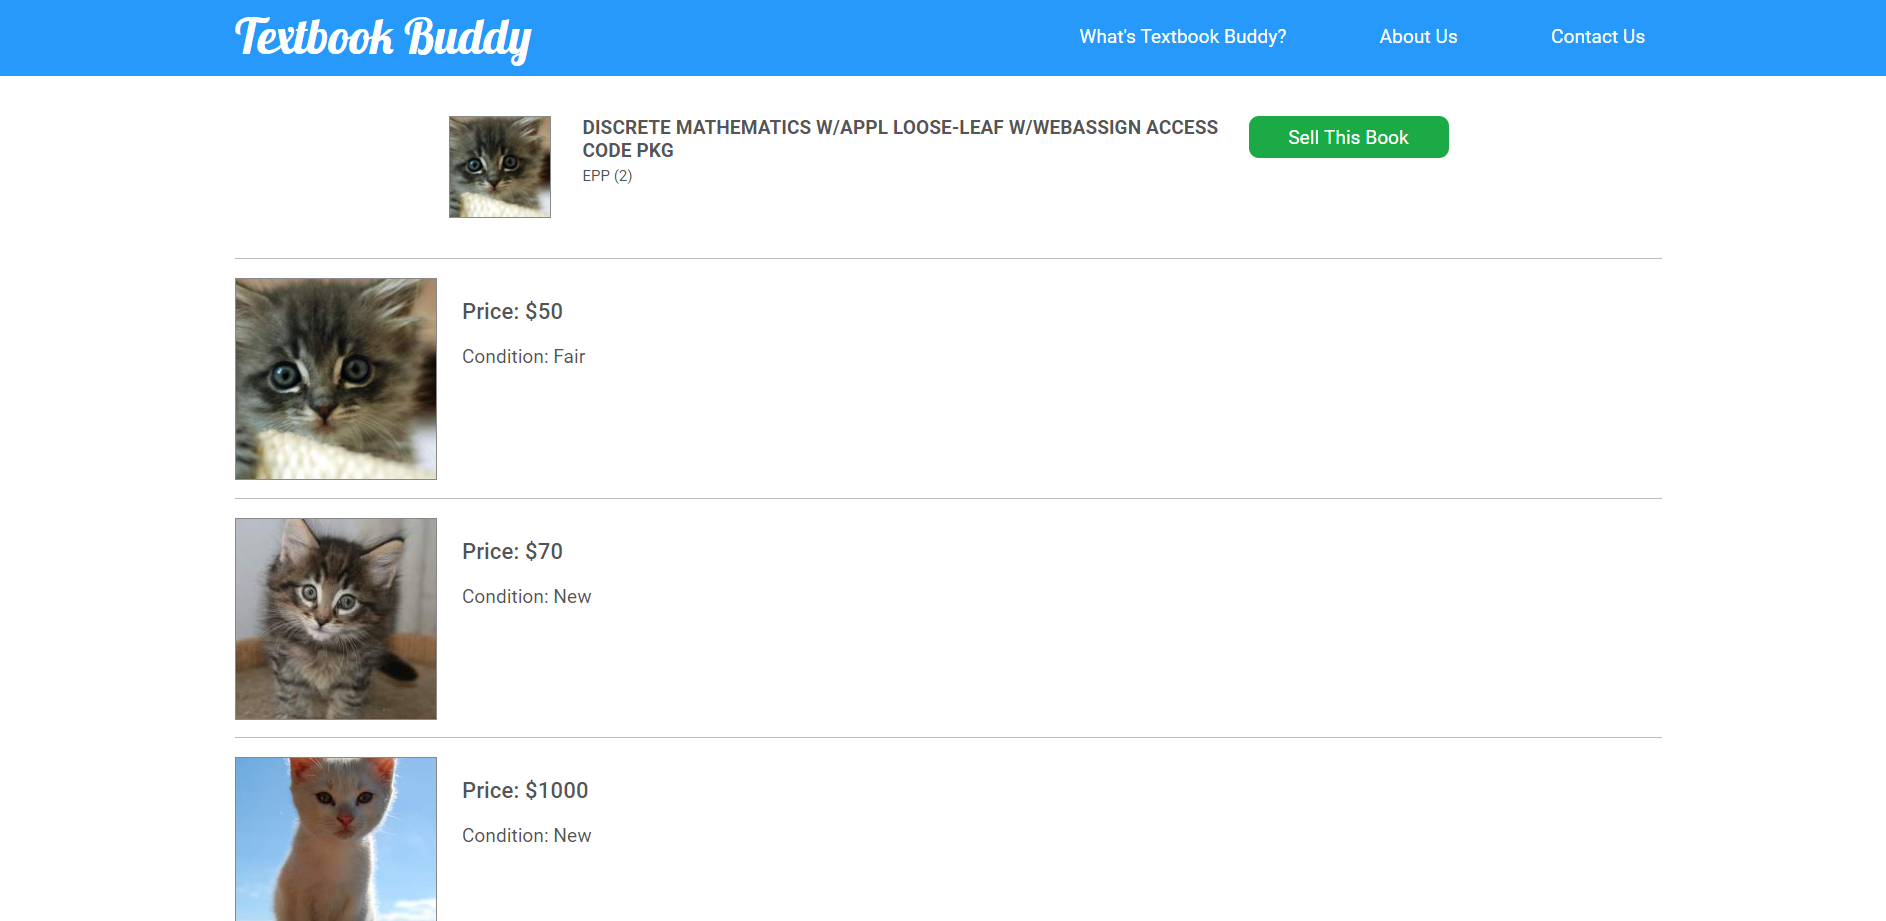 Textbook Buddy
What's Textbook Buddy?
About Us
Contact Us
DISCRETE MATHEMATICS W/APPL LOOSE-LEAF W/WEBASSIGN ACCESS
CODE PKG
EPP (2)
Sell This Book
Price: $50
Condition: Fair
Price: $70
Condition: New
Price: $1000
Condition: New